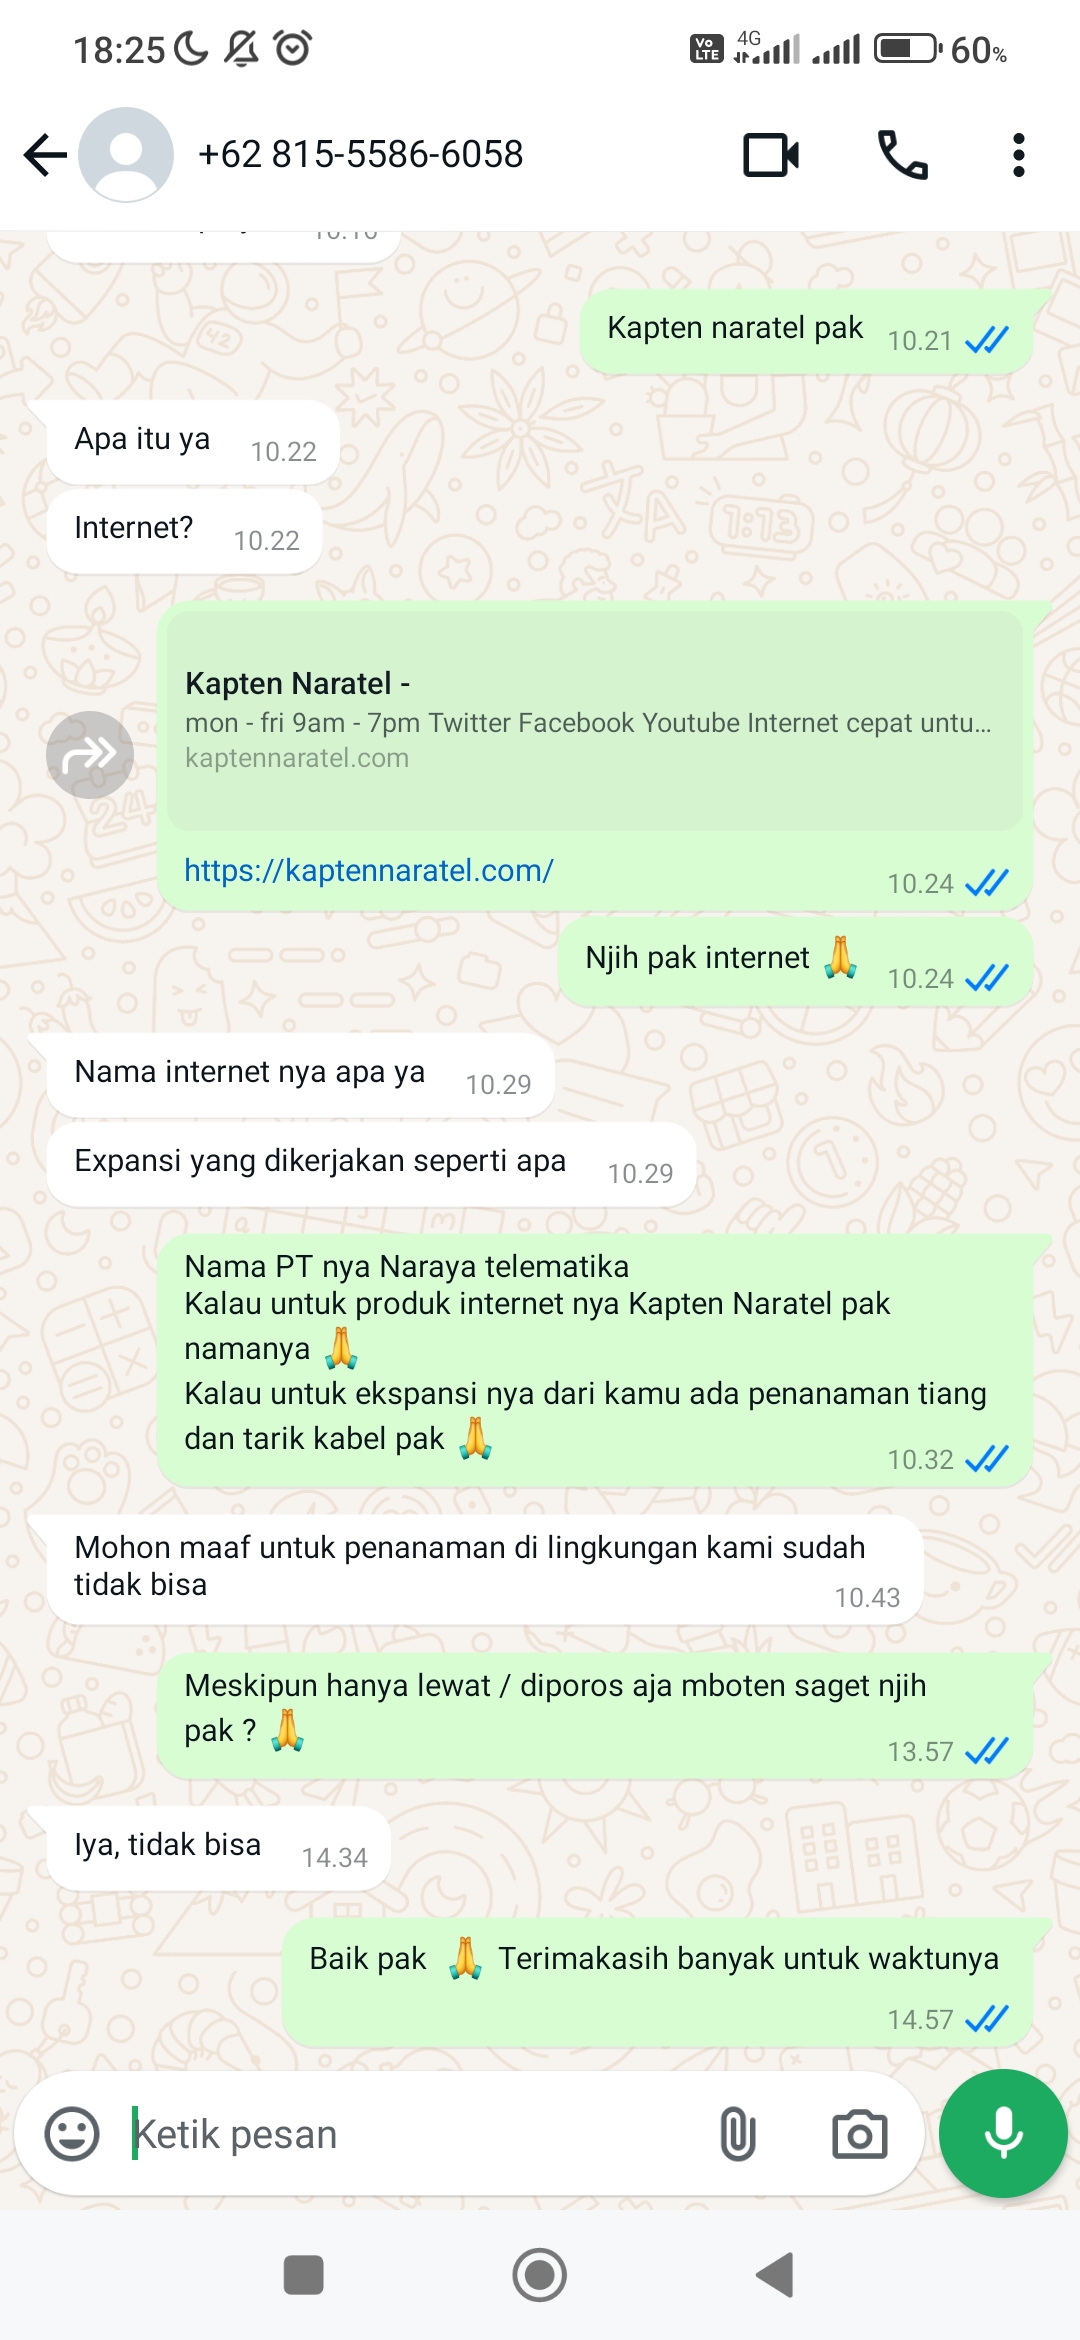 18:25
Vo LTE
4G
60%
+62 815-5586-6058
Kapten naratel pak
10.21
Apa itu ya
10.22
Internet?
10.22
Kapten Naratel -
mon - fri 9am - 7pm Twitter Facebook Youtube Internet cepat untu...
kaptennaratel.com
https://kaptennaratel.com/
10.24
Njih pak internet 🙏
10.24
Nama internet nya apa ya
10.29
Expansi yang dikerjakan seperti apa
10.29
Nama PT nya Naraya telematika
Kalau untuk produk internet nya Kapten Naratel pak
namanya 🙏
Kalau untuk ekspansi nya dari kamu ada penanaman tiang
dan tarik kabel pak 🙏
10.32
Mohon maaf untuk penanaman di lingkungan kami sudah
tidak bisa
10.43
Meskipun hanya lewat / diporos aja mboten saget njih
pak ? 🙏
13.57
Iya, tidak bisa
14.34
Baik pak 🙏 Terimakasih banyak untuk waktunya
14.57
Ketik pesan